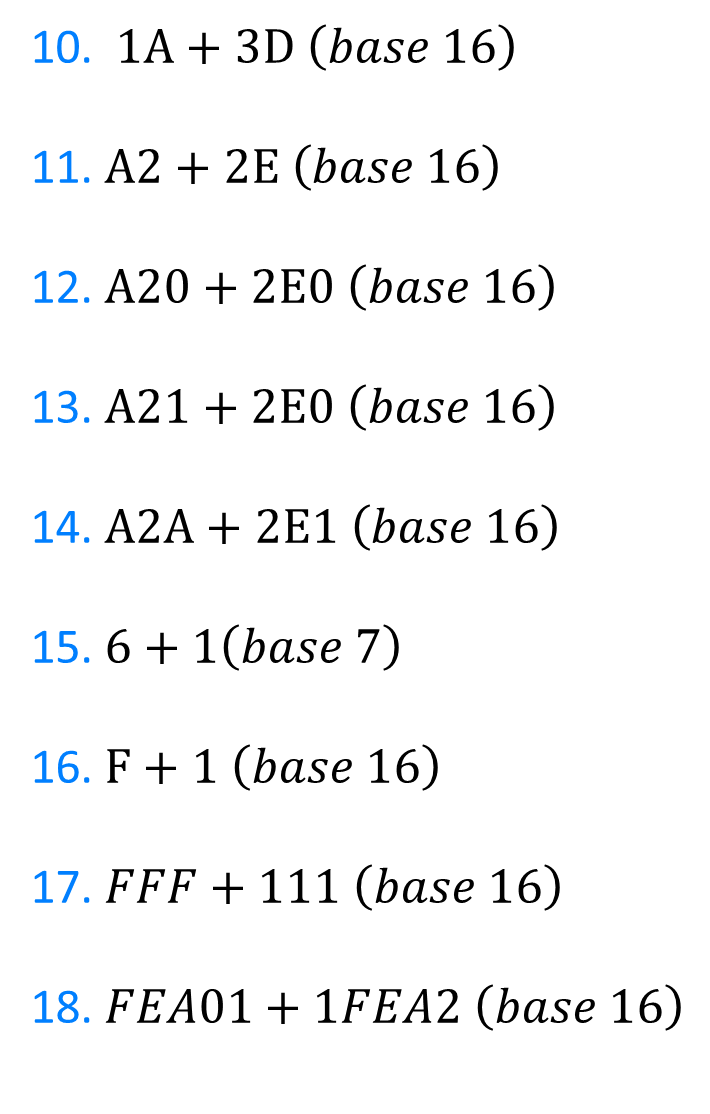 10. 1A + 3D (base 16)
11. A2 + 2E (base 16)
12. A20 + 2E0 (base 16)
13. A21 + 2E0 (base 16)
14. A2A + 2E1 (base 16)
15. 6 + 1(base 7)
16. F + 1 (base 16)
17. FFF + 111 (base 16)
18. FEA01 + 1FEA2 (base 16)